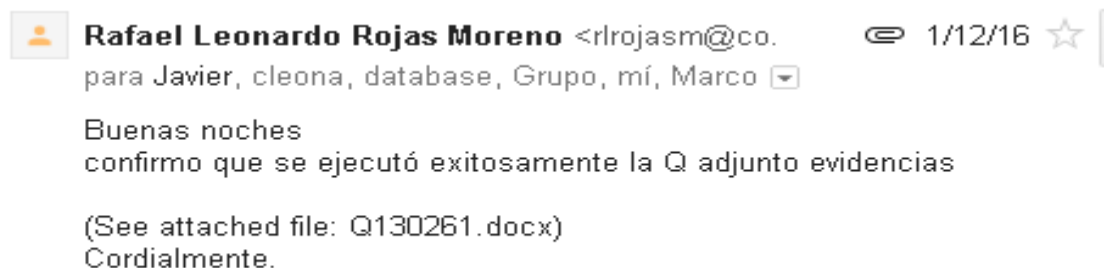 Rafael Leonardo Rojas Moreno <rlrojasm@co. 1/12/16
para Javier, cleona, database, Grupo, mí, Marco
Buenas noches
confirmo que se ejecutó exitosamente la Q adjunto evidencias
(See attached file: Q130261.docx)
Cordialmente.